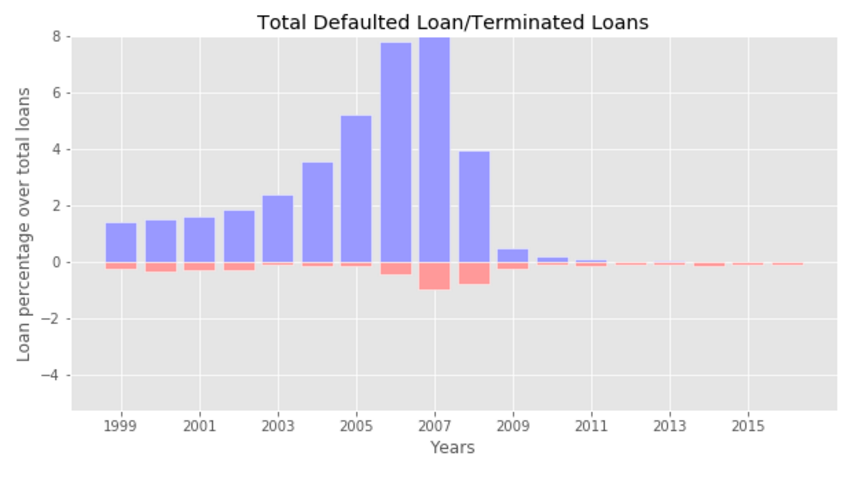 Total Defaulted Loan/Terminated Loans
Loan percentage over total loans
8
6
4
2
0
−2
−4
1999 2001 2003 2005 2007 2009 2011 2013 2015
Years